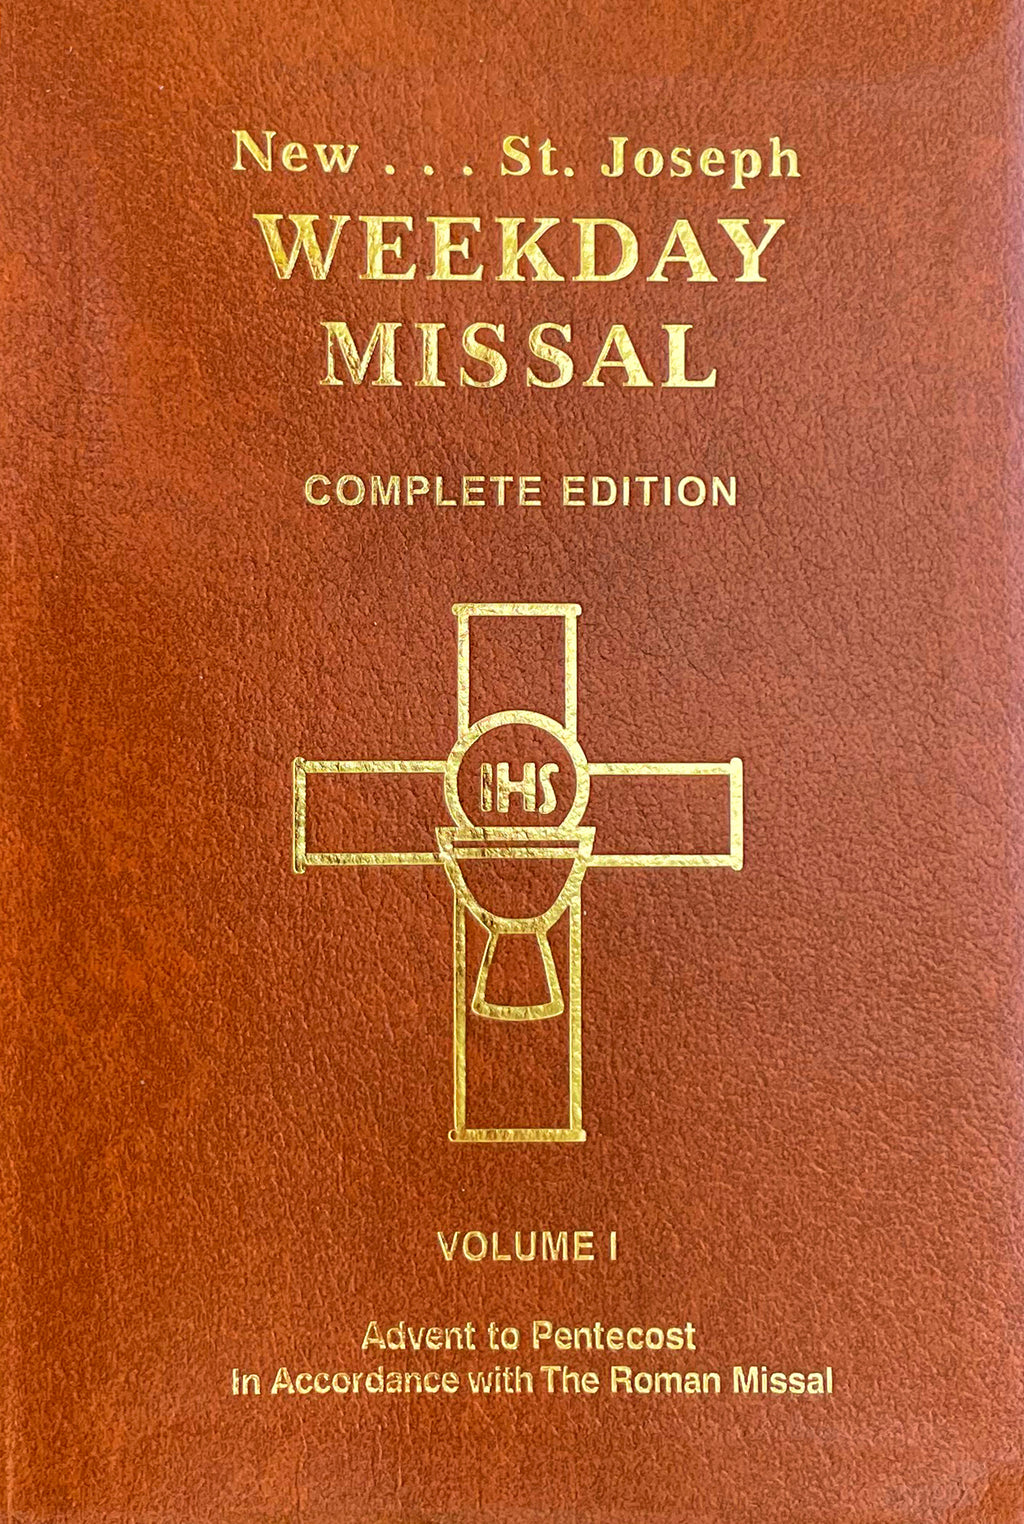 New . . . St. Joseph
WEEKDAY
MISSAL
COMPLETE EDITION
IHS
VOLUME I
Advent to Pentecost
In Accordance with The Roman Missal